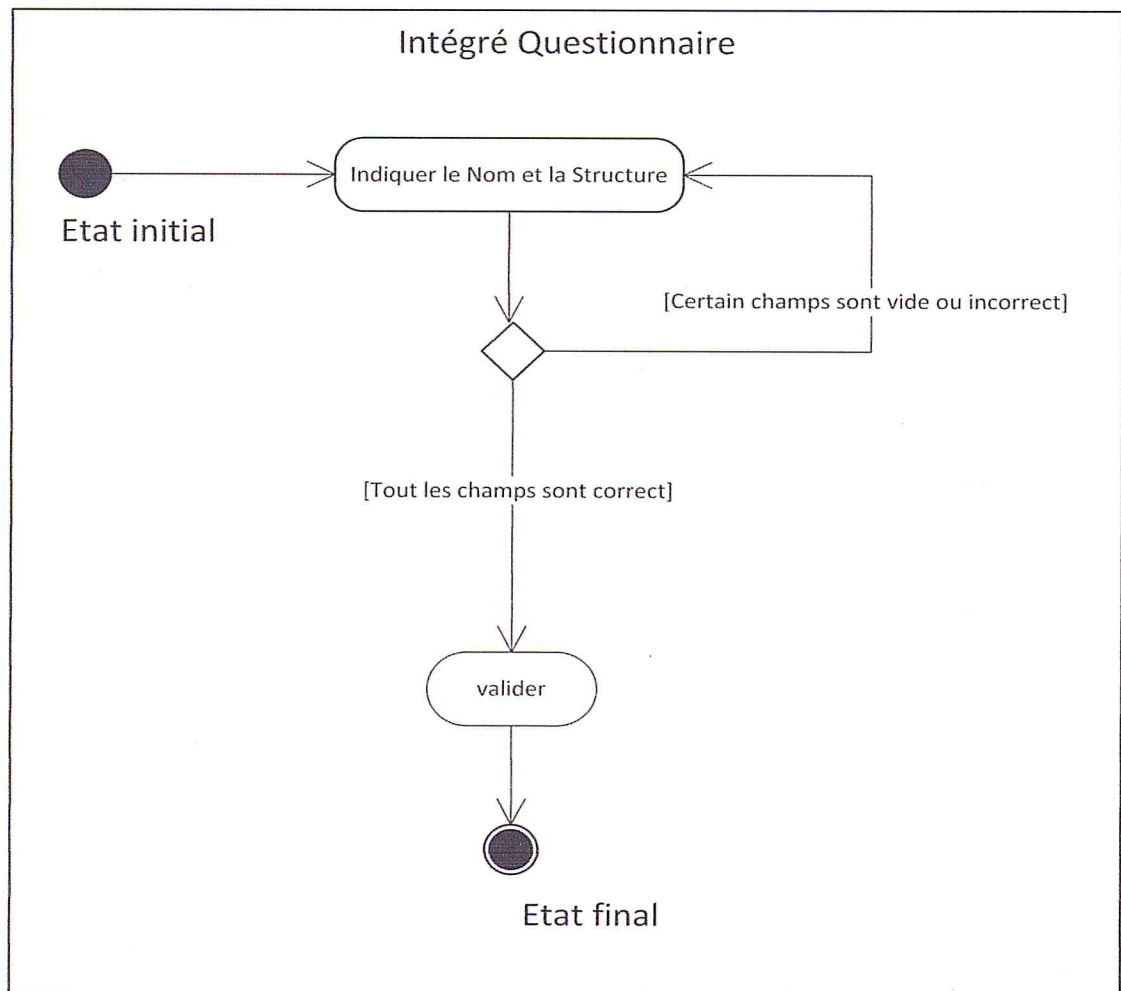 Intégré Questionnaire
Indiquer le Nom et la Structure
Etat initial
[Certain champs sont vide ou incorrect]
[Tout les champs sont correct]
valider
Etat final